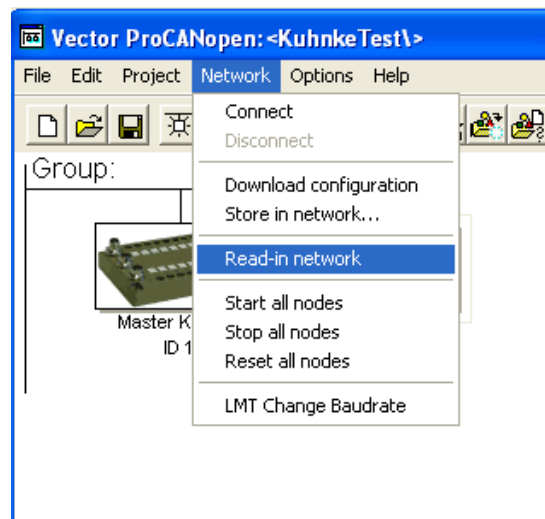 Vector ProCANopen: <KuhnkeTest\>
File Edit Project Network Options Help
Connect
Disconnect
Group:
Download configuration
Store in network...
Read-in network
Start all nodes
Master K
Stop all nodes
ID 1
Reset all nodes
LMT Change Baudrate